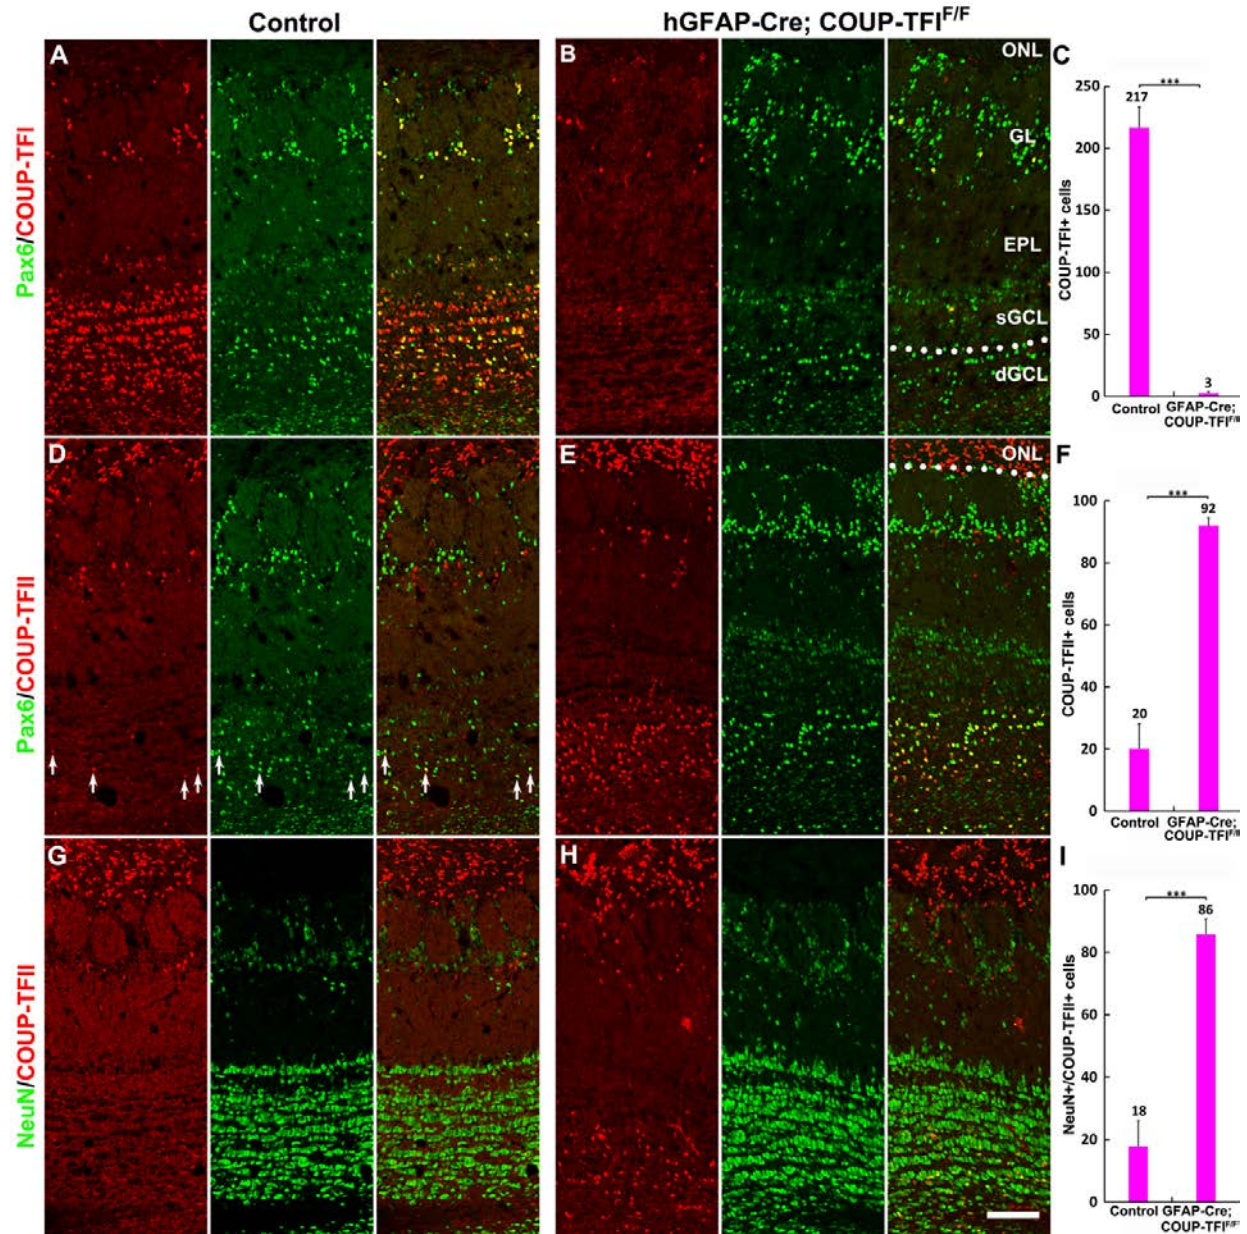 Control
hGFAP-Cre; COUP-TFI^F/F
Pax6/COUP-TFI
A
B
ONL
GL
EPL
sGCL
dGCL
C
***
217
3
250
200
150
100
50
0
COUP-TFI+ cells
Control
GFAP-Cre;
COUP-TFI^F/F
Pax6/COUP-TFII
D
E
ONL
F
***
92
20
100
80
60
40
20
0
COUP-TFII+ cells
Control
GFAP-Cre;
COUP-TFI^F/F
NeuN/COUP-TFII
G
H
I
***
86
18
100
80
60
40
20
0
NeuN+/COUP-TFII+ cells
Control
GFAP-Cre;
COUP-TFI^F/F